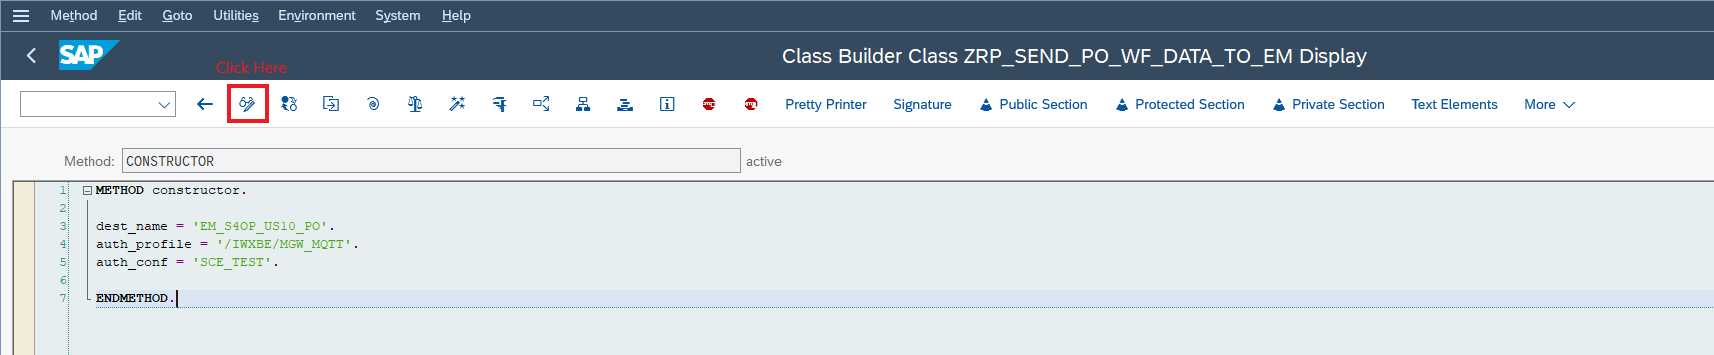 Method Edit Goto Utilities Environment System Help
SAP Class Builder Class ZRP_SEND_PO_WF_DATA_TO_EM Display
Click Here
Pretty Printer Signature Public Section Protected Section Private Section Text Elements More
Method: CONSTRUCTOR active
1 METHOD constructor.
2
3 dest_name = 'EM_S4OP_US10_PO'.
4 auth_profile = '/IWXBE/MGW_MQTT'.
5 auth_conf = 'SCE_TEST'.
6
7 ENDMETHOD.